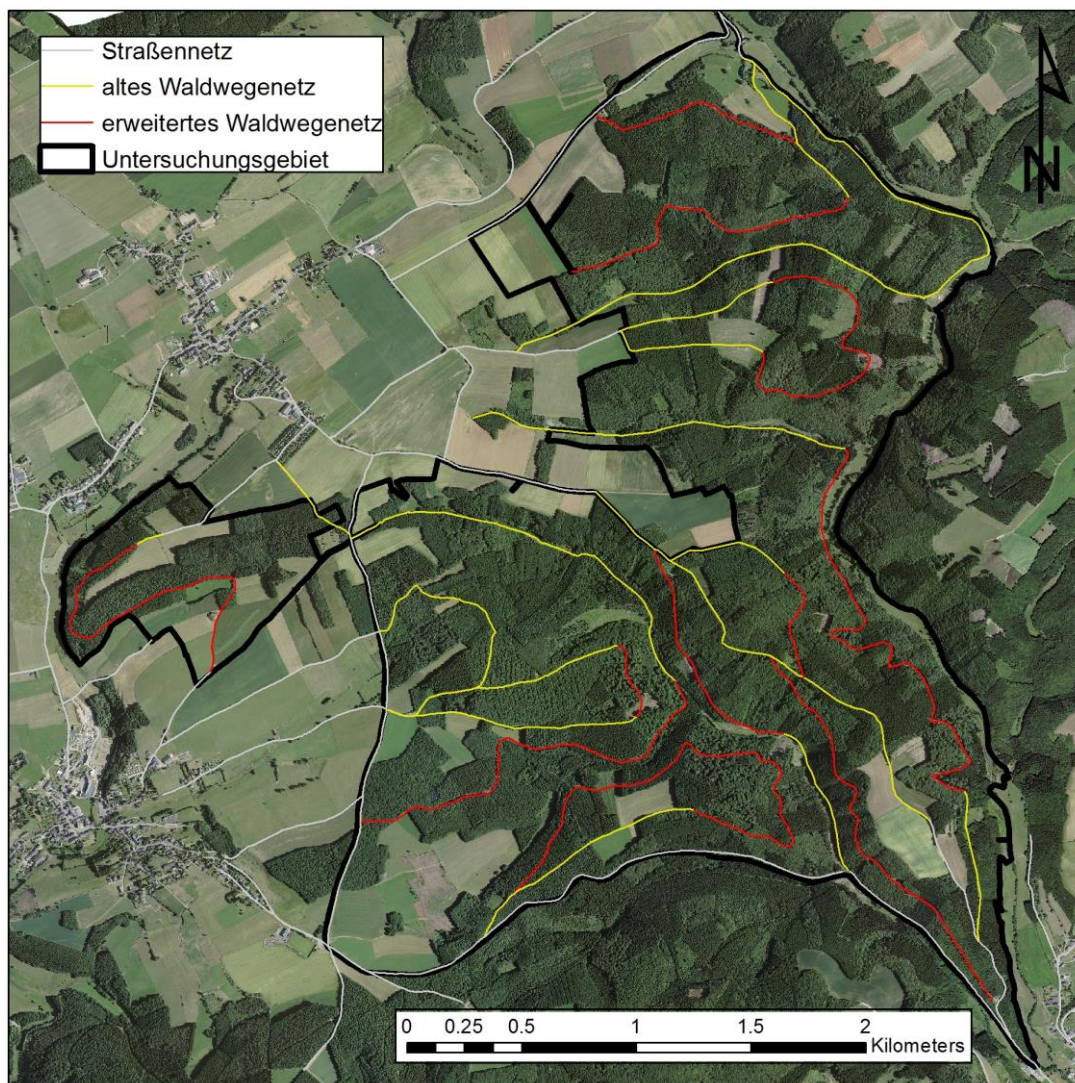 Straßennetz
altes Waldwegenetz
erweitertes Waldwegenetz
Untersuchungsgebiet
N
0 0.25 0.5 1 1.5 2
Kilometers